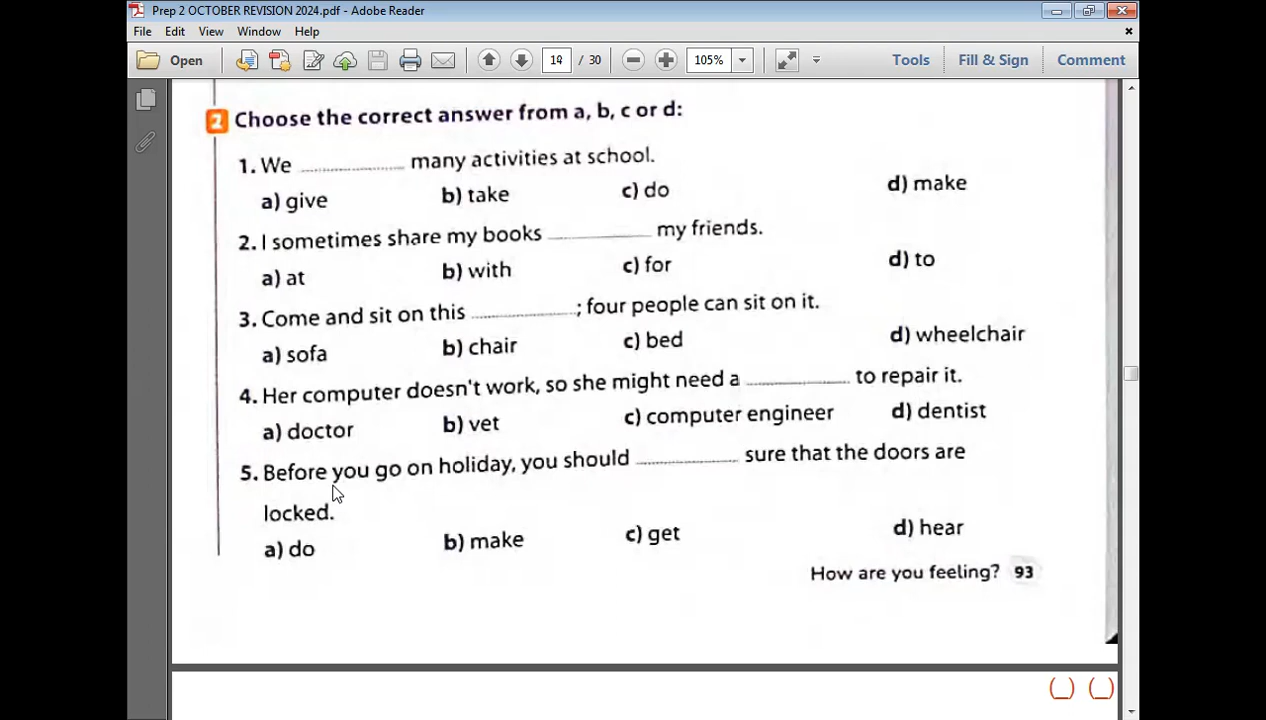 Prep 2 OCTOBER REVISION 2024.pdf - Adobe Reader
File Edit View Window Help
Open 14 / 30 105% Tools Fill & Sign Comment
2 Choose the correct answer from a, b, c or d:
1. We .................... many activities at school.
a) give b) take c) do d) make
2. I sometimes share my books .................... my friends.
a) at b) with c) for d) to
3. Come and sit on this ....................; four people can sit on it.
a) sofa b) chair c) bed d) wheelchair
4. Her computer doesn't work, so she might need a .................... to repair it.
a) doctor b) vet c) computer engineer d) dentist
5. Before you go on holiday, you should .................... sure that the doors are
locked.
a) do b) make c) get d) hear
How are you feeling? 93
(_) (_)